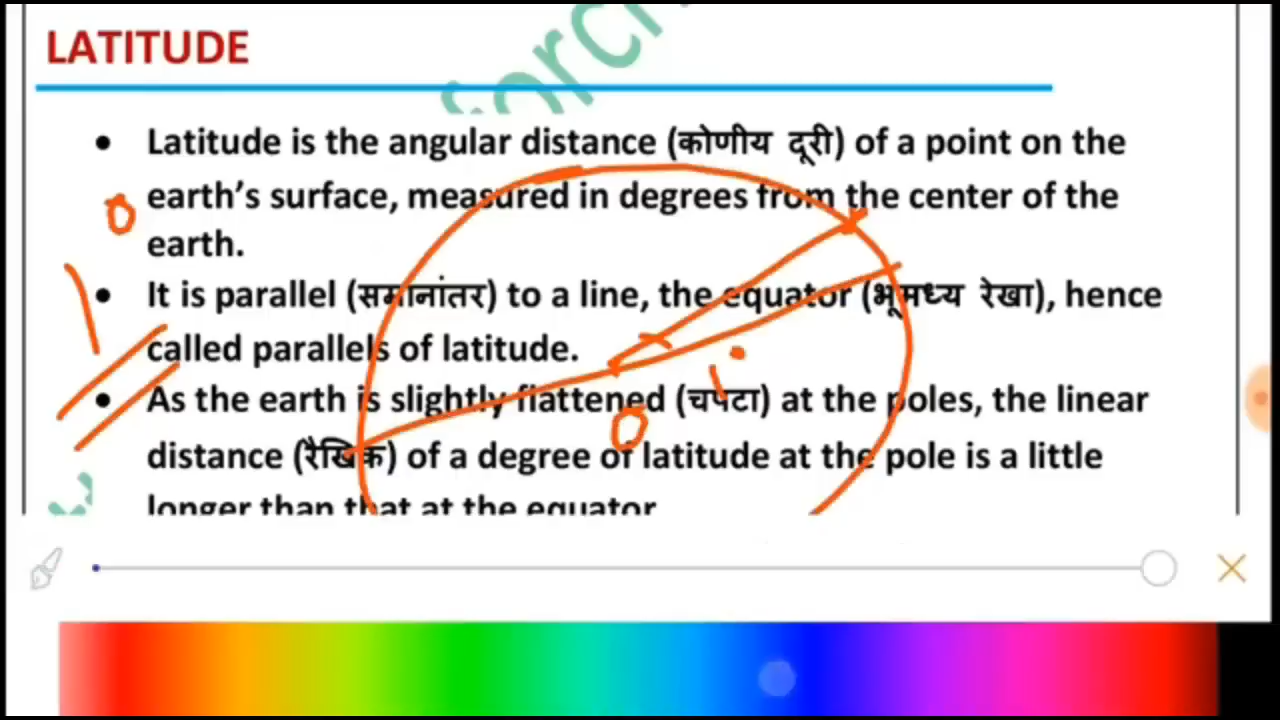 LATITUDE
• Latitude is the angular distance (कोणीय दूरी) of a point on the
earth's surface, measured in degrees from the center of the
earth.
• It is parallel (समानांतर) to a line, the equator (भूमध्य रेखा), hence
called parallels of latitude.
• As the earth is slightly flattened (चपटा) at the poles, the linear
distance (रैखिक) of a degree of latitude at the pole is a little
longer than that at the equator